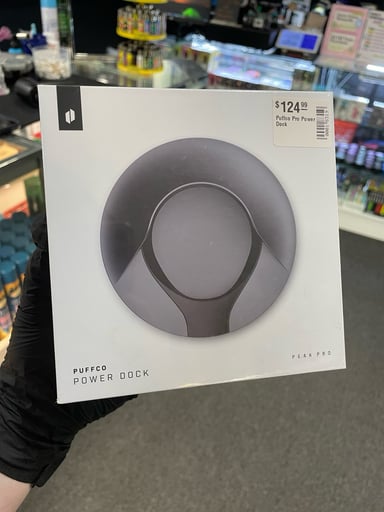 $124.99
Puffco Pro Power
Dock
PUFFCO
POWER DOCK
PEAK PRO